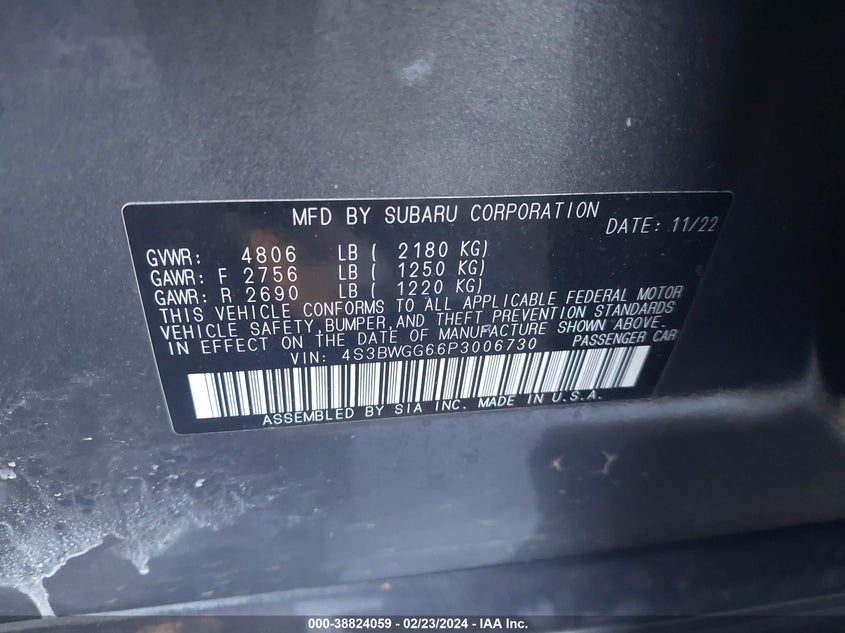 MFD BY SUBARU CORPORATION DATE: 11/22
GVWR: 4806 LB ( 2180 KG)
GAWR: F 2756 LB ( 1250 KG)
GAWR: R 2690 LB ( 1220 KG)
THIS VEHICLE CONFORMS TO ALL APPLICABLE FEDERAL MOTOR
VEHICLE SAFETY,BUMPER,AND THEFT PREVENTION STANDARDS
IN EFFECT ON THE DATE OF MANUFACTURE SHOWN ABOVE.
VIN: 4S3BWGG66P3006730 PASSENGER CAR
ASSEMBLED BY SIA INC. MADE IN U.S.A.
000-38824059 - 02/23/2024 - IAA Inc.